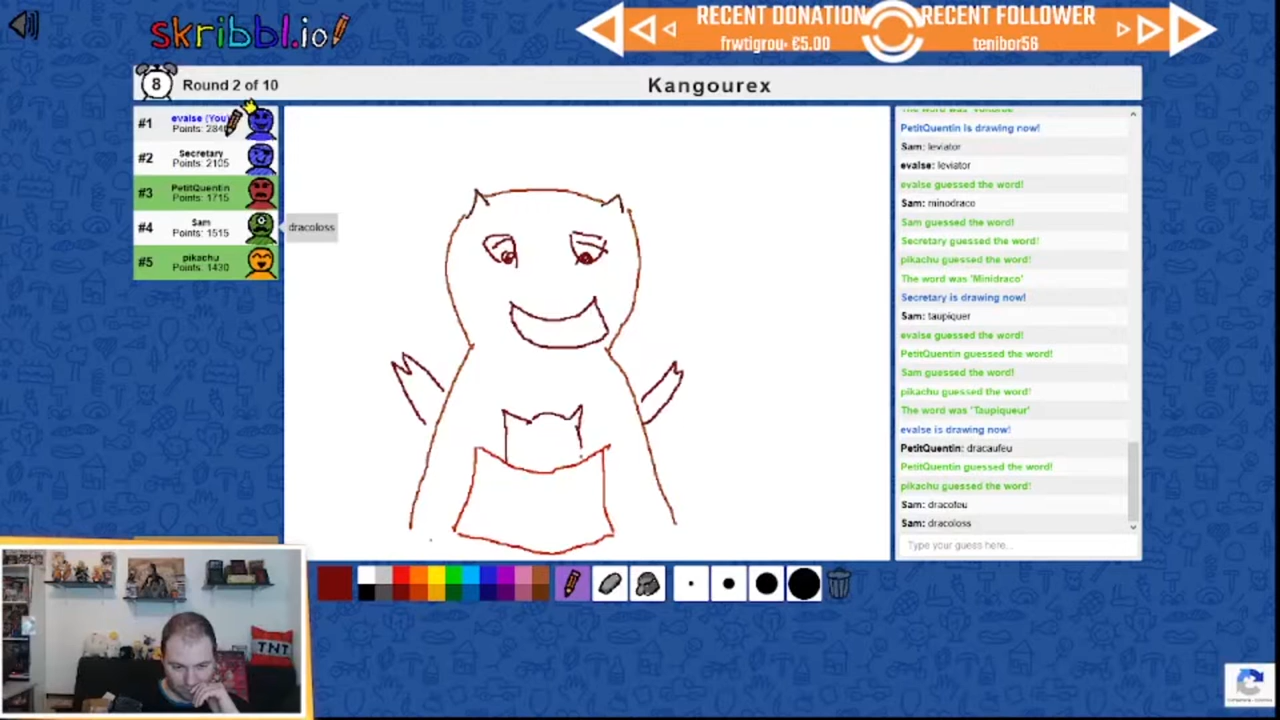 skribbl.io
RECENT DONATION
frwtigrou- €5.00
RECENT FOLLOWER
tenibor56
8
Round 2 of 10
Kangourex
#1
evalse (You)
Points: 284
#2
Secretary
Points: 2105
#3
PetitQuentin
Points: 1715
#4
Sam
Points: 1515
dracoloss
#5
pikachu
Points: 1430
PetitQuentin is drawing now!
Sam: leviator
evalse: leviator
evalse guessed the word!
Sam: minodraco
Sam guessed the word!
Secretary guessed the word!
pikachu guessed the word!
The word was 'Minidraco'
Secretary is drawing now!
Sam: taupiquer
evalse guessed the word!
PetitQuentin guessed the word!
Sam guessed the word!
pikachu guessed the word!
The word was 'Taupiqueur'
evalse is drawing now!
PetitQuentin: dracaufeu
PetitQuentin guessed the word!
pikachu guessed the word!
Sam: dracofeu
Sam: dracoloss
Type your guess here...
TNT